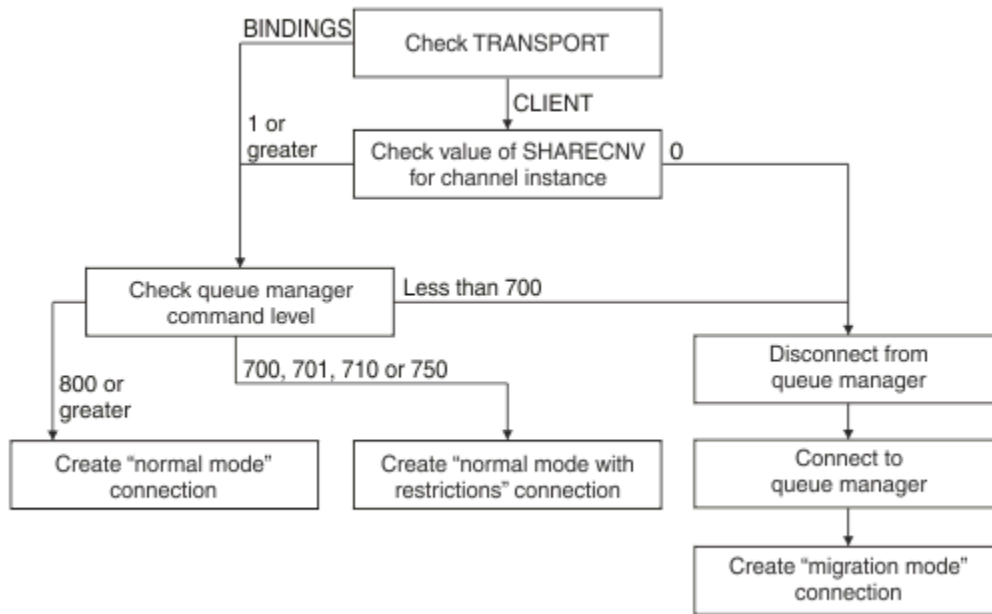 BINDINGS
Check TRANSPORT
CLIENT
1 or
greater
Check value of SHARECNV
for channel instance
0
Check queue manager
command level
Less than 700
800 or
greater
700, 701, 710 or 750
Disconnect from
queue manager
Create “normal mode”
connection
Create “normal mode with
restrictions” connection
Connect to
queue manager
Create “migration mode”
connection